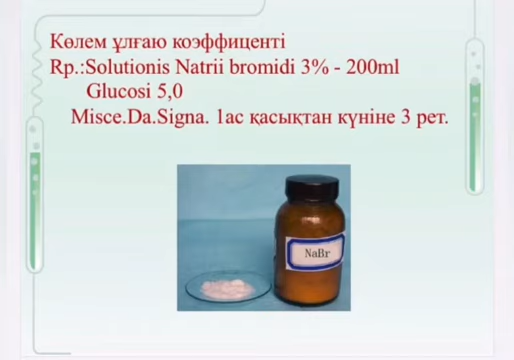 Көлем ұлғаю коэффиценті
Rp.:Solutionis Natrii bromidi 3% - 200ml
Glucosi 5,0
Misce.Da.Signa. 1ас қасықтан күніне 3 рет.
NaBr